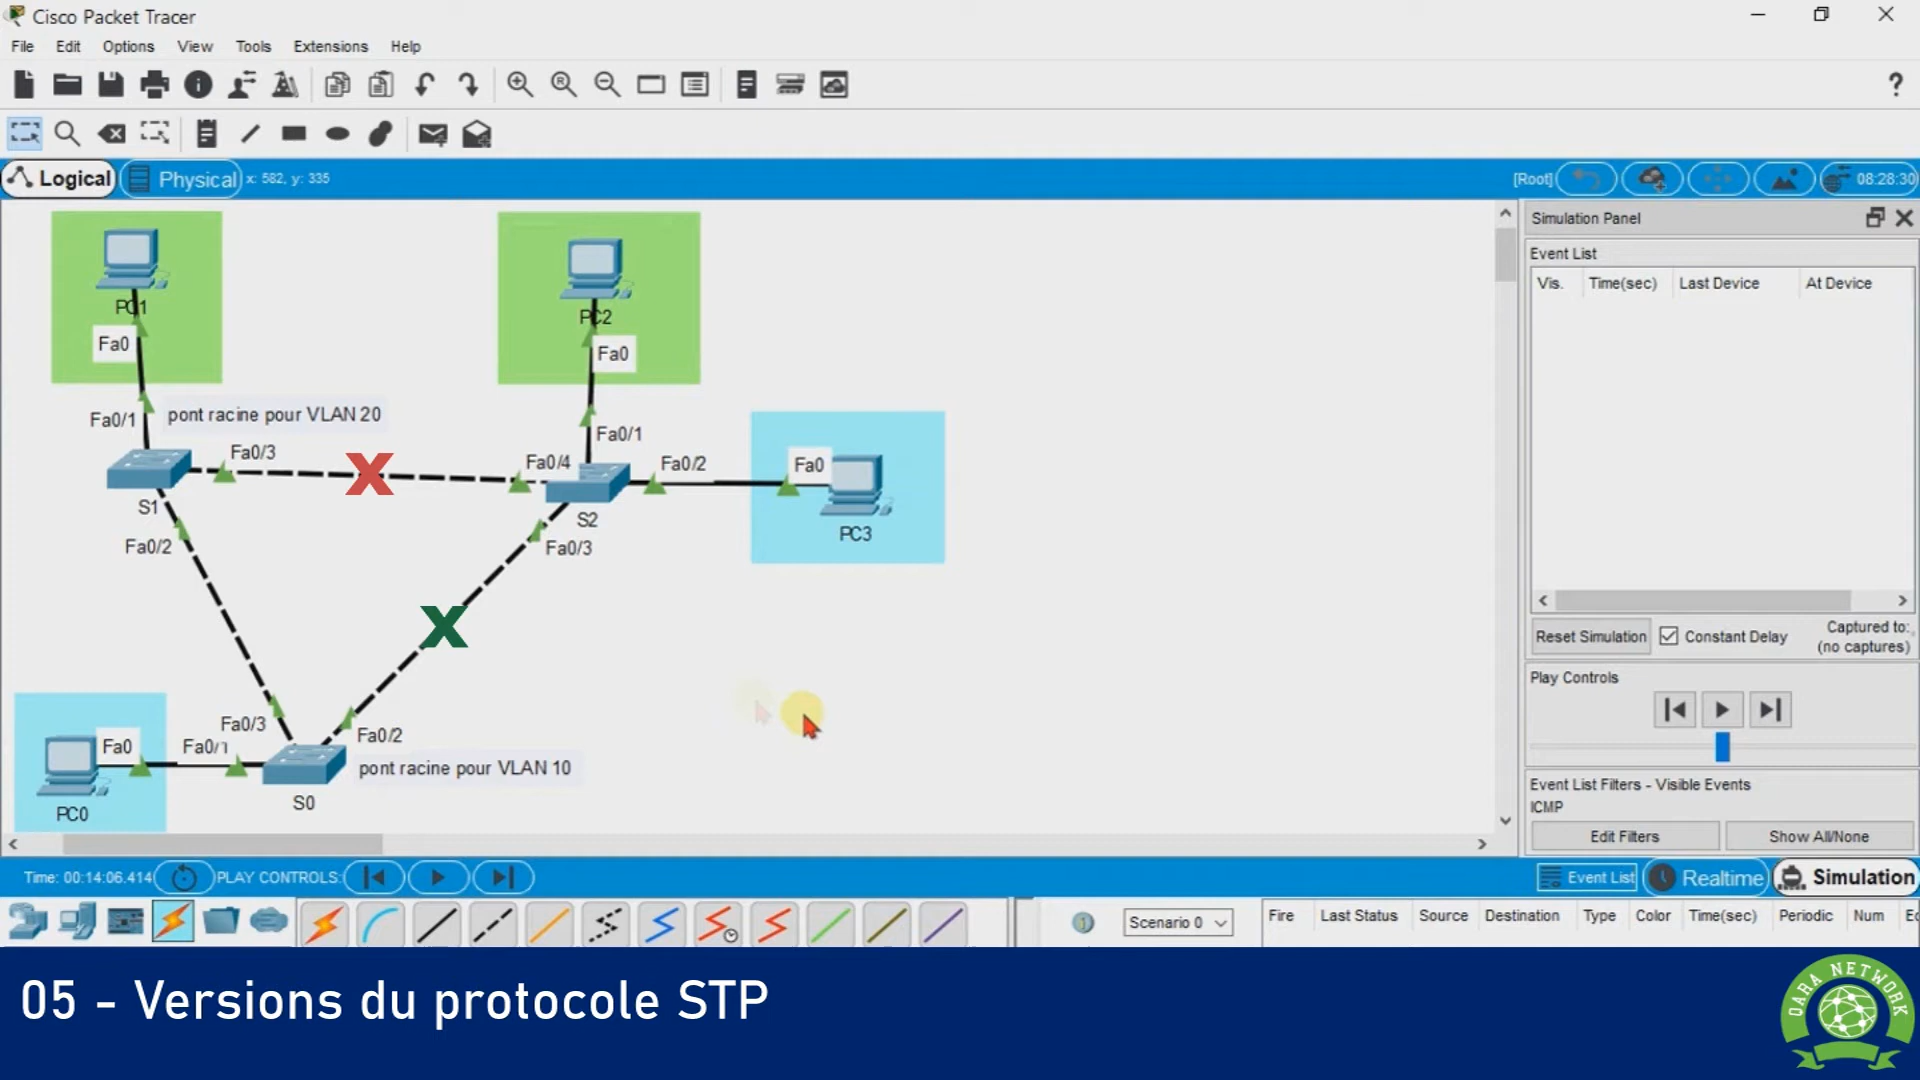 Cisco Packet Tracer
File Edit Options View Tools Extensions Help
?
Logical Physical x: 582, y: 335 [Root] 08:28:30
Simulation Panel
Event List
Vis. Time(sec) Last Device At Device
PC1
Fa0
PC2
Fa0
Fa0/1
pont racine pour VLAN 20
Fa0/1
Fa0/3
Fa0/4
Fa0/2
Fa0
X
S1
S2
PC3
Fa0/2
Fa0/3
X
Reset Simulation Constant Delay Captured to:
(no captures)
Play Controls
Fa0/3
Fa0/2
Fa0
Fa0/1
pont racine pour VLAN 10
S0
PC0
Event List Filters - Visible Events
ICMP
Edit Filters Show All/None
Time: 00:14:06.414 PLAY CONTROLS: Event List Realtime Simulation
Scenario 0 Fire Last Status Source Destination Type Color Time(sec) Periodic Num
05 - Versions du protocole STP
QARA NETWORK